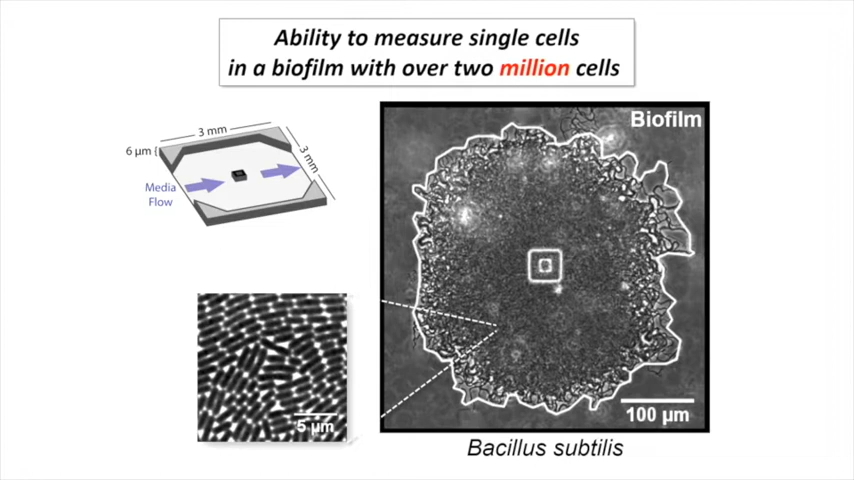 Ability to measure single cells
in a biofilm with over two million cells
3 mm
6 µm
3 mm
Media
Flow
Biofilm
5 µm
100 µm
Bacillus subtilis